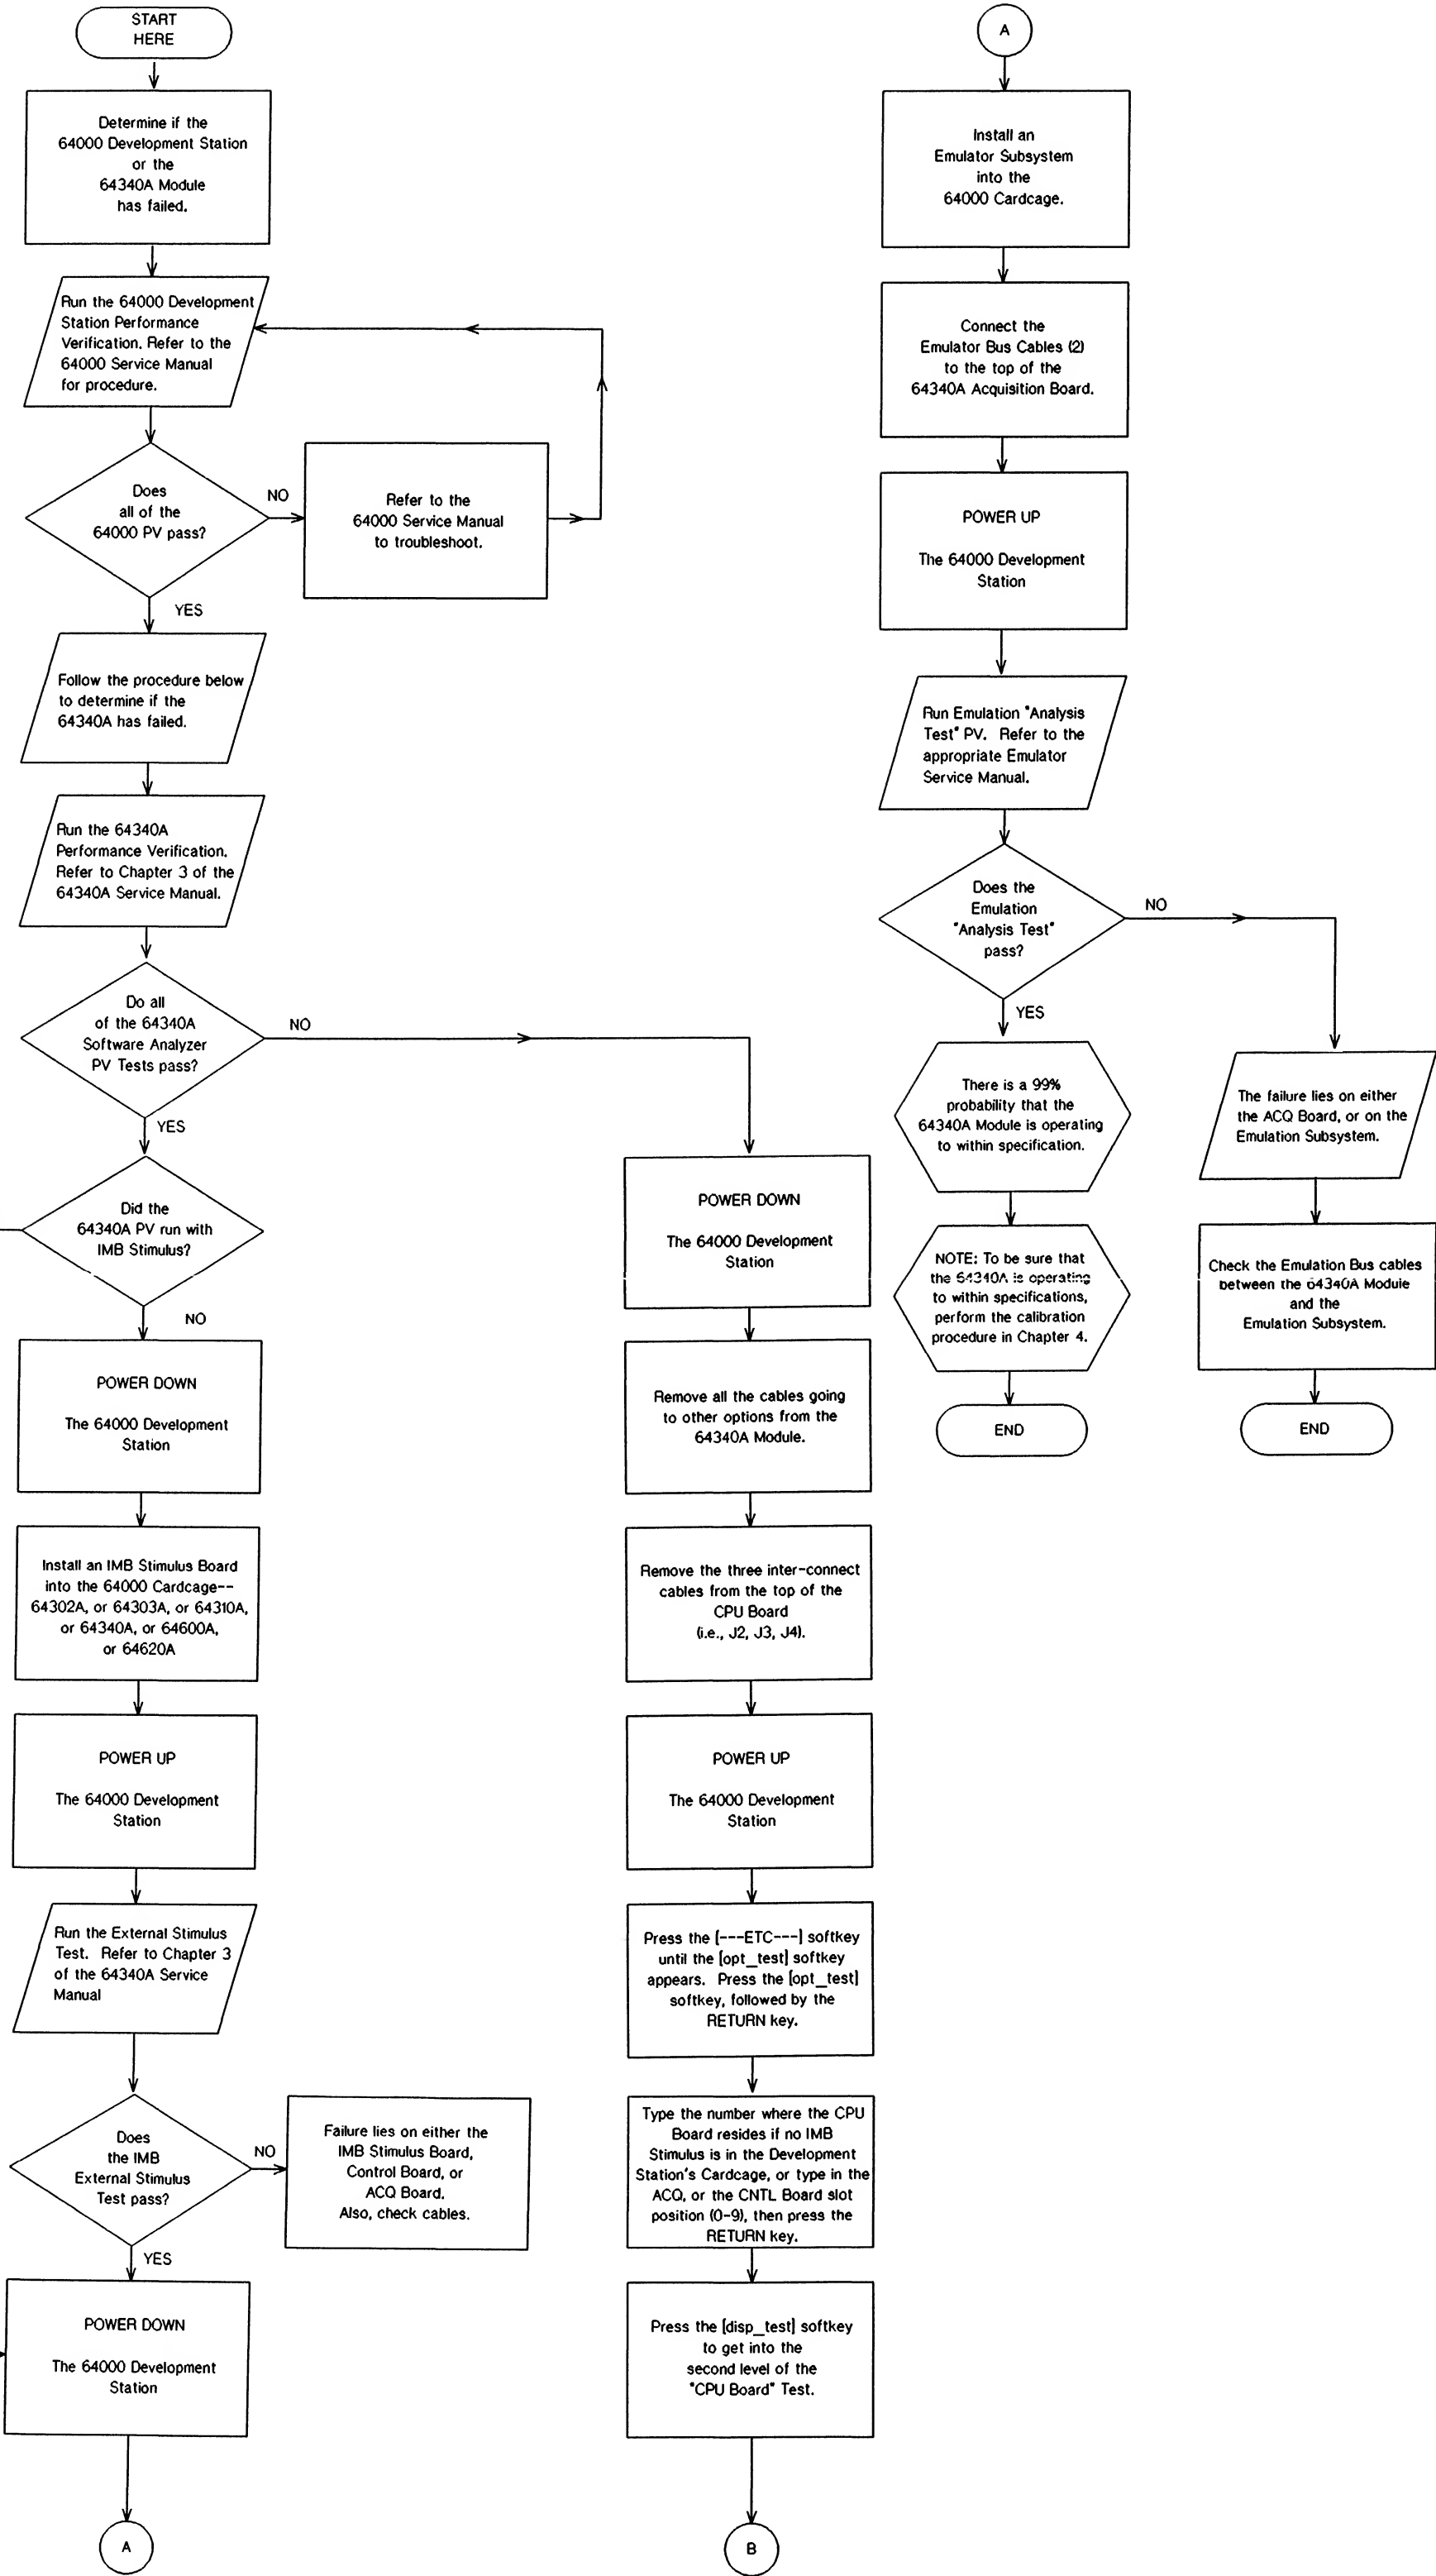 START
HERE
Determine if the
64000 Development Station
or the
64340A Module
has failed.
Run the 64000 Development
Station Performance
Verification. Refer to the
64000 Service Manual
for procedure.
Does
all of the
64000 PV pass?
NO
Refer to the
64000 Service Manual
to troubleshoot.
YES
Follow the procedure below
to determine if the
64340A has failed.
Run the 64340A
Performance Verification.
Refer to Chapter 3 of the
64340A Service Manual.
Do all
of the 64340A
Software Analyzer
PV Tests pass?
NO
YES
Did the
64340A PV run with
IMB Stimulus?
NO
POWER DOWN
The 64000 Development
Station
Install an IMB Stimulus Board
into the 64000 Cardcage--
64302A, or 64303A, or 64310A,
or 64340A, or 64600A,
or 64620A
POWER UP
The 64000 Development
Station
Run the External Stimulus
Test. Refer to Chapter 3
of the 64340A Service
Manual
Does
the IMB
External Stimulus
Test pass?
NO
Failure lies on either the
IMB Stimulus Board,
Control Board, or
ACQ Board.
Also, check cables.
YES
POWER DOWN
The 64000 Development
Station
A
POWER DOWN
The 64000 Development
Station
Remove all the cables going
to other options from the
64340A Module.
Remove the three inter-connect
cables from the top of the
CPU Board
(i.e., J2, J3, J4).
POWER UP
The 64000 Development
Station
Press the [---ETC---] softkey
until the [opt_test] softkey
appears. Press the [opt_test]
softkey, followed by the
RETURN key.
Type the number where the CPU
Board resides if no IMB
Stimulus is in the Development
Station's Cardcage, or type in the
ACQ, or the CNTL Board slot
position (0-9), then press the
RETURN key.
Press the [disp_test] softkey
to get into the
second level of the
"CPU Board" Test.
B
A
Install an
Emulator Subsystem
into the
64000 Cardcage.
Connect the
Emulator Bus Cables (2)
to the top of the
64340A Acquisition Board.
POWER UP
The 64000 Development
Station
Run Emulation "Analysis
Test" PV. Refer to the
appropriate Emulator
Service Manual.
Does the
Emulation
"Analysis Test"
pass?
NO
YES
There is a 99%
probability that the
64340A Module is operating
to within specification.
NOTE: To be sure that
the 64340A is operating
to within specifications,
perform the calibration
procedure in Chapter 4.
END
The failure lies on either
the ACQ Board, or on the
Emulation Subsystem.
Check the Emulation Bus cables
between the 64340A Module
and the
Emulation Subsystem.
END